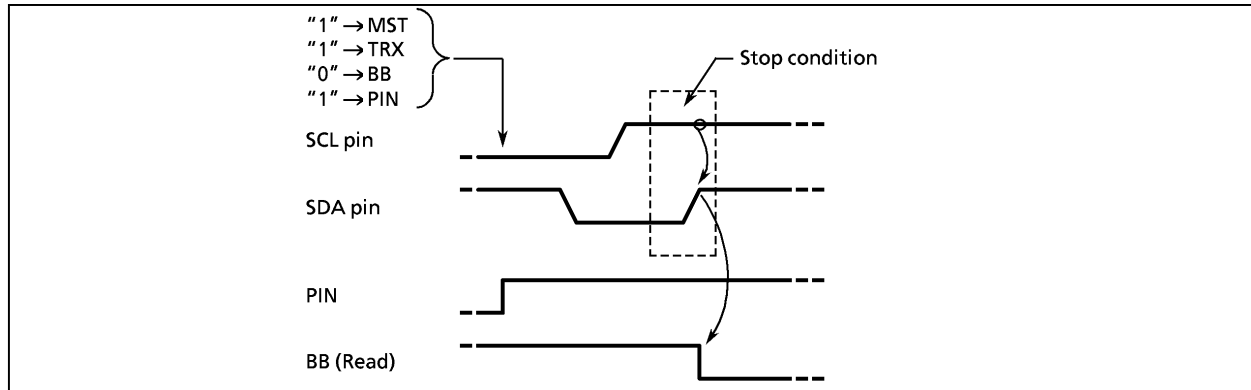 “1” → MST
“1” → TRX
“0” → BB
“1” → PIN
Stop condition
SCL pin
SDA pin
PIN
BB (Read)